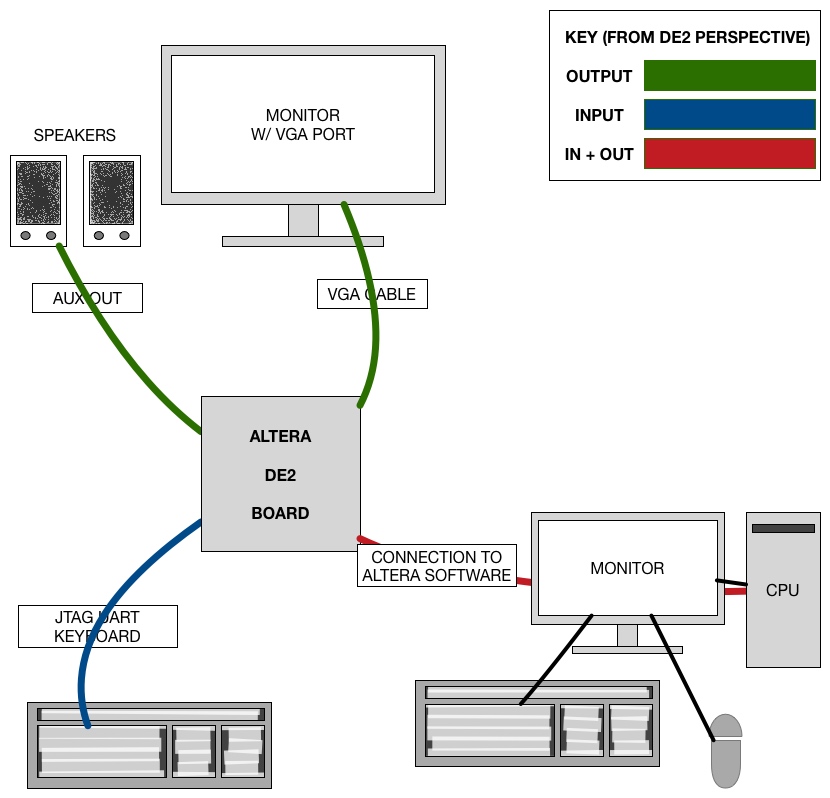 KEY (FROM DE2 PERSPECTIVE)
OUTPUT
INPUT
IN + OUT
MONITOR
W/ VGA PORT
SPEAKERS
AUX OUT
VGA CABLE
ALTERA
DE2
BOARD
CONNECTION TO
ALTERA SOFTWARE
MONITOR
CPU
JTAG UART
KEYBOARD